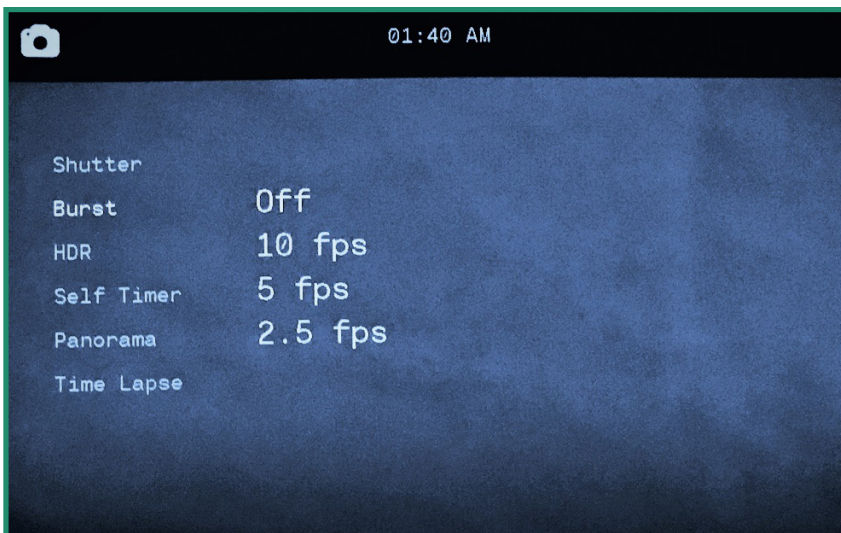 01:40 AM
Shutter
Burst
Off
HDR
10 fps
Self Timer
5 fps
Panorama
2.5 fps
Time Lapse